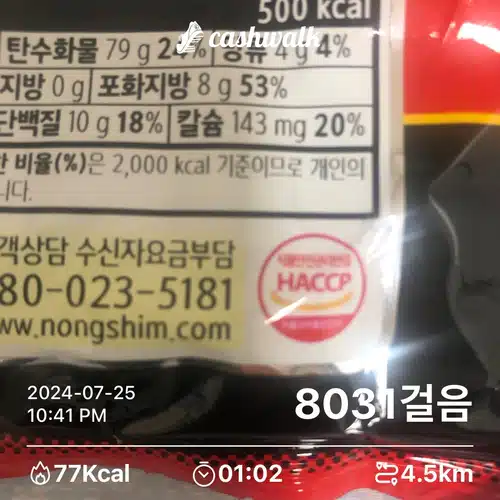 500 kcal
cashwalk
탄수화물 79 g 24% 당류 4 g 4%
지방 0 g 포화지방 8 g 53%
단백질 10 g 18% 칼슘 143 mg 20%
한 비율(%)은 2,000 kcal 기준이므로 개인의
니다.
객상담 수신자요금부담
80-023-5181
ww.nongshim.com
HACCP
2024-07-25
10:41 PM
8031걸음
77Kcal
01:02
4.5km